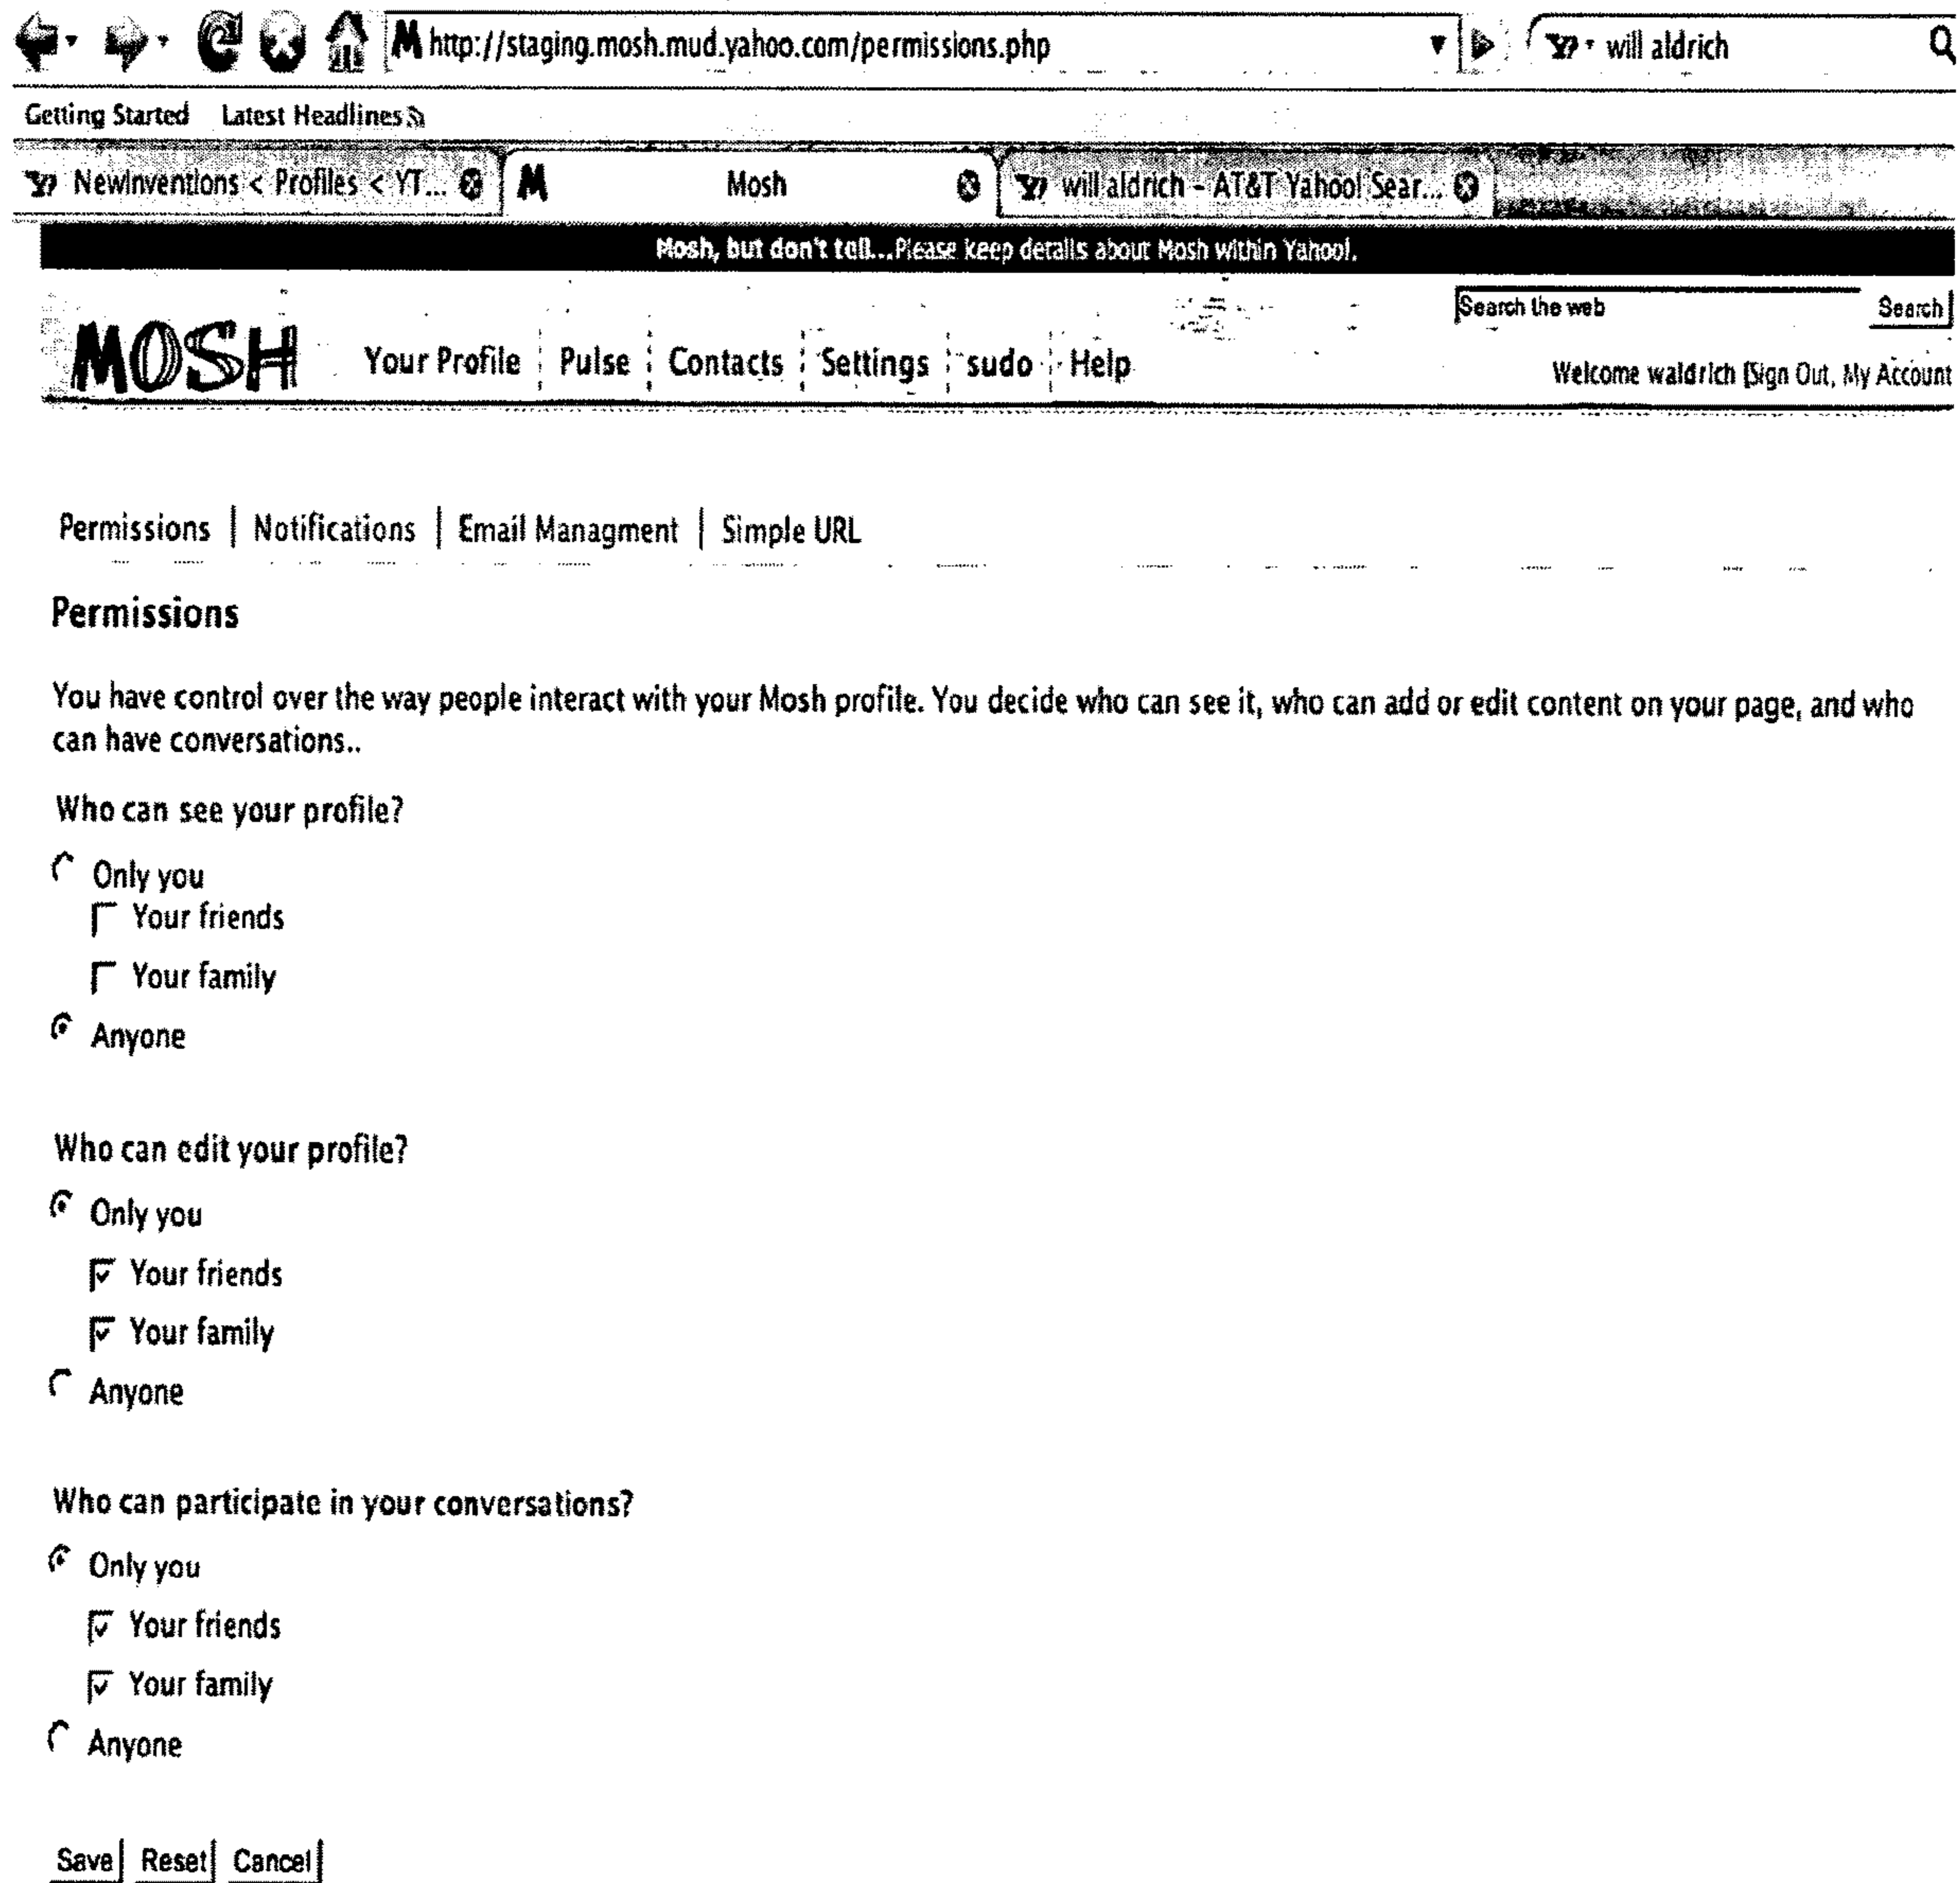 M http://staging.mosh.mud.yahoo.com/permissions.php
Y! will aldrich
Getting Started Latest Headlines
Y! NewInventions < Profiles < YT...
M Mosh
Y! will aldrich - AT&T Yahoo! Sear...
Mosh, but don't tell...Please keep details about Mosh within Yahoo!.
Search the web Search
MOSH Your Profile Pulse Contacts Settings sudo Help
Welcome waldrich [Sign Out, My Account
Permissions | Notifications | Email Managment | Simple URL
Permissions
You have control over the way people interact with your Mosh profile. You decide who can see it, who can add or edit content on your page, and who
can have conversations..
Who can see your profile?
Only you
Your friends
Your family
Anyone
Who can edit your profile?
Only you
Your friends
Your family
Anyone
Who can participate in your conversations?
Only you
Your friends
Your family
Anyone
Save Reset Cancel